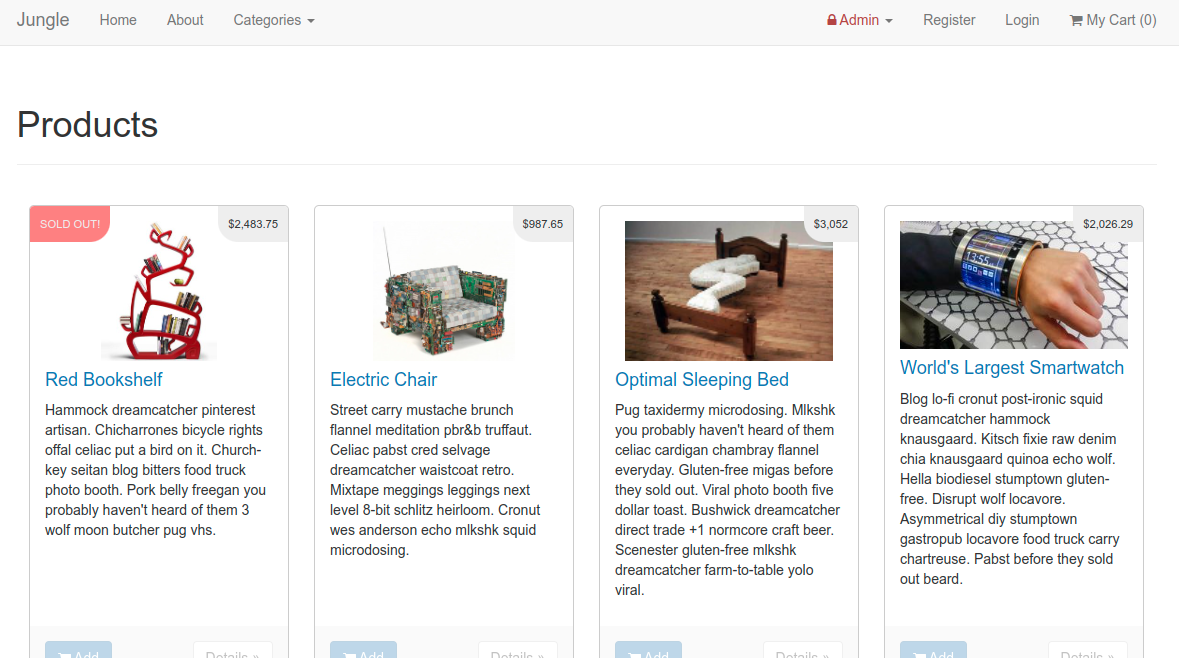 Jungle Home About Categories Admin Register Login My Cart (0)
Products
SOLD OUT!
$2,483.75
Red Bookshelf
Hammock dreamcatcher pinterest
artisan. Chicharrones bicycle rights
offal celiac put a bird on it. Church-
key seitan blog bitters food truck
photo booth. Pork belly freegan you
probably haven't heard of them 3
wolf moon butcher pug vhs.
Add Details »
$987.65
Electric Chair
Street carry mustache brunch
flannel meditation pbr&b truffaut.
Celiac pabst cred selvage
dreamcatcher waistcoat retro.
Mixtape meggings leggings next
level 8-bit schlitz heirloom. Cronut
wes anderson echo mlkshk squid
microdosing.
Add Details »
$3,052
Optimal Sleeping Bed
Pug taxidermy microdosing. Mlkshk
you probably haven't heard of them
celiac cardigan chambray flannel
everyday. Gluten-free migas before
they sold out. Viral photo booth five
dollar toast. Bushwick dreamcatcher
direct trade +1 normcore craft beer.
Scenester gluten-free mlkshk
dreamcatcher farm-to-table yolo
viral.
Add Details »
$2,026.29
13:55
World's Largest Smartwatch
Blog lo-fi cronut post-ironic squid
dreamcatcher hammock
knausgaard. Kitsch fixie raw denim
chia knausgaard quinoa echo wolf.
Hella biodiesel stumptown gluten-
free. Disrupt wolf locavore.
Asymmetrical diy stumptown
gastropub locavore food truck carry
chartreuse. Pabst before they sold
out beard.
Add Details »